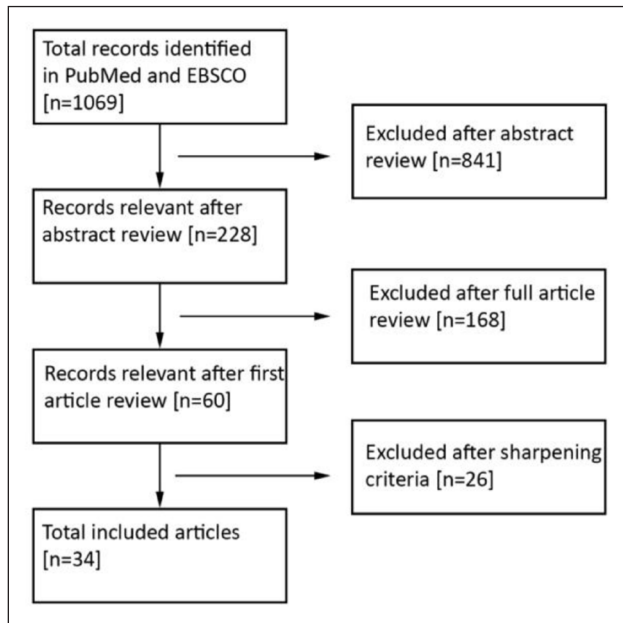 Total records identified
in PubMed and EBSCO
[n=1069]
Excluded after abstract
review [n=841]
Records relevant after
abstract review [n=228]
Excluded after full article
review [n=168]
Records relevant after first
article review [n=60]
Excluded after sharpening
criteria [n=26]
Total included articles
[n=34]